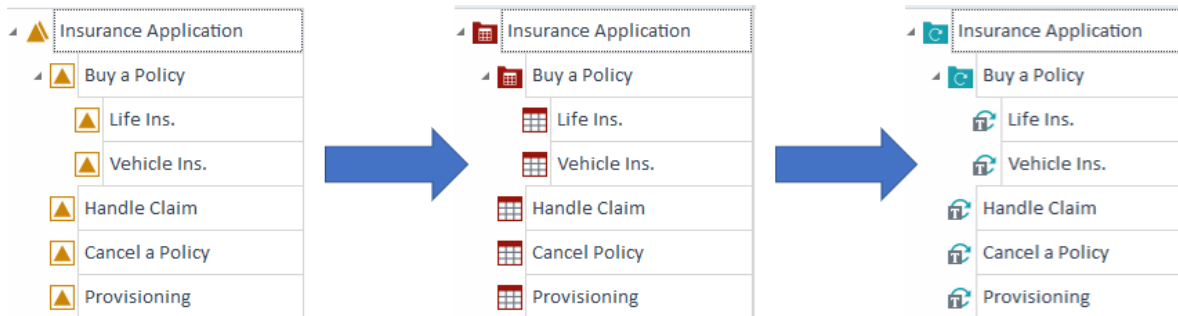 Insurance Application
Buy a Policy
Life Ins.
Vehicle Ins.
Handle Claim
Cancel a Policy
Provisioning
Insurance Application
Buy a Policy
Life Ins.
Vehicle Ins.
Handle Claim
Cancel Policy
Provisioning
Insurance Application
Buy a Policy
Life Ins.
Vehicle Ins.
Handle Claim
Cancel a Policy
Provisioning